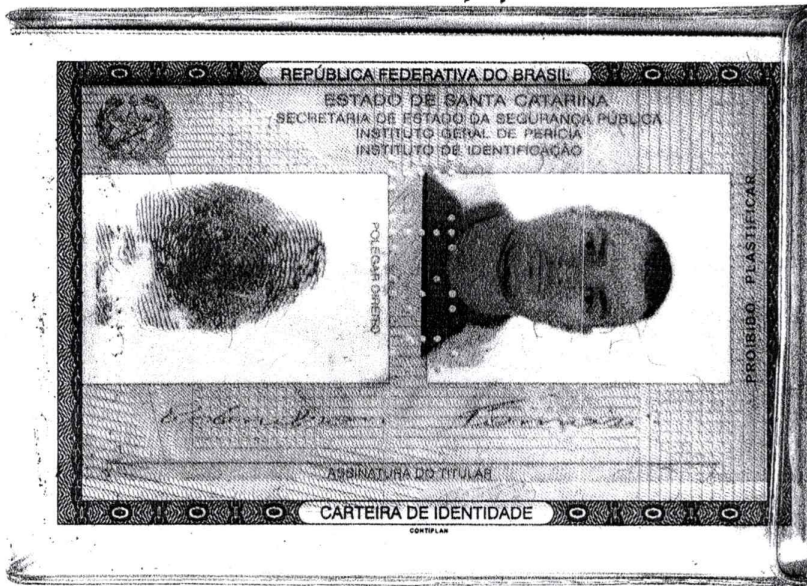 REPÚBLICA FEDERATIVA DO BRASIL
ESTADO DE SANTA CATARINA
SECRETARIA DE ESTADO DA SEGURANÇA PÚBLICA
INSTITUTO GERAL DE PERÍCIA
INSTITUTO DE IDENTIFICAÇÃO
POLEGAR DIREITO
PROIBIDO PLASTIFICAR
ASSINATURA DO TITULAR
CARTEIRA DE IDENTIDADE
CONTIPLAN